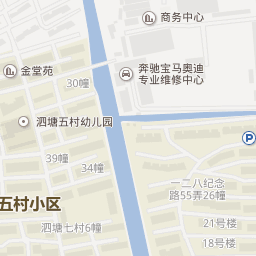 商务中心
金堂苑
奔驰宝马奥迪
专业维修中心
30幢
泗塘五村幼儿园
39幢
34幢
一二八纪念
路55弄26幢
五村小区
泗塘七村6幢
21号楼
18号楼